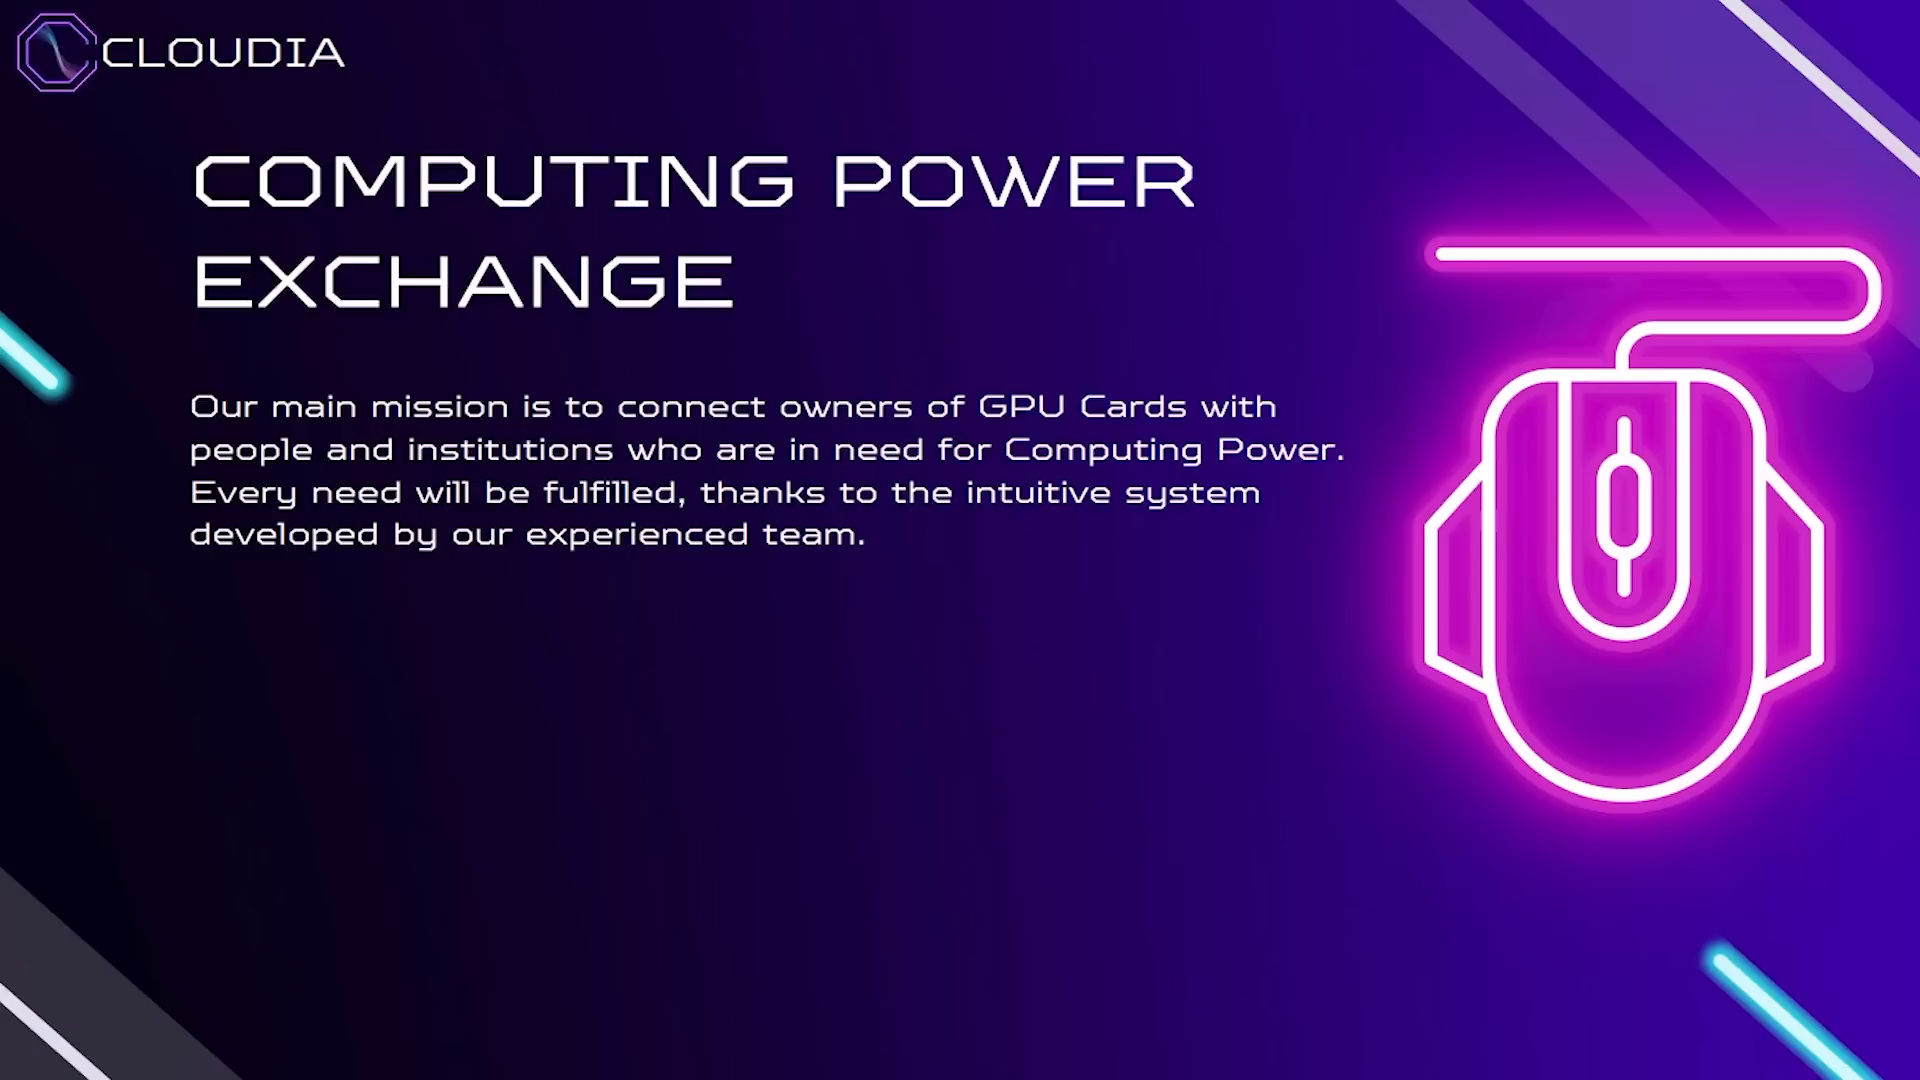 CLOUDIA
COMPUTING POWER
EXCHANGE
Our main mission is to connect owners of GPU Cards with
people and institutions who are in need for Computing Power.
Every need will be fulfilled, thanks to the intuitive system
developed by our experienced team.